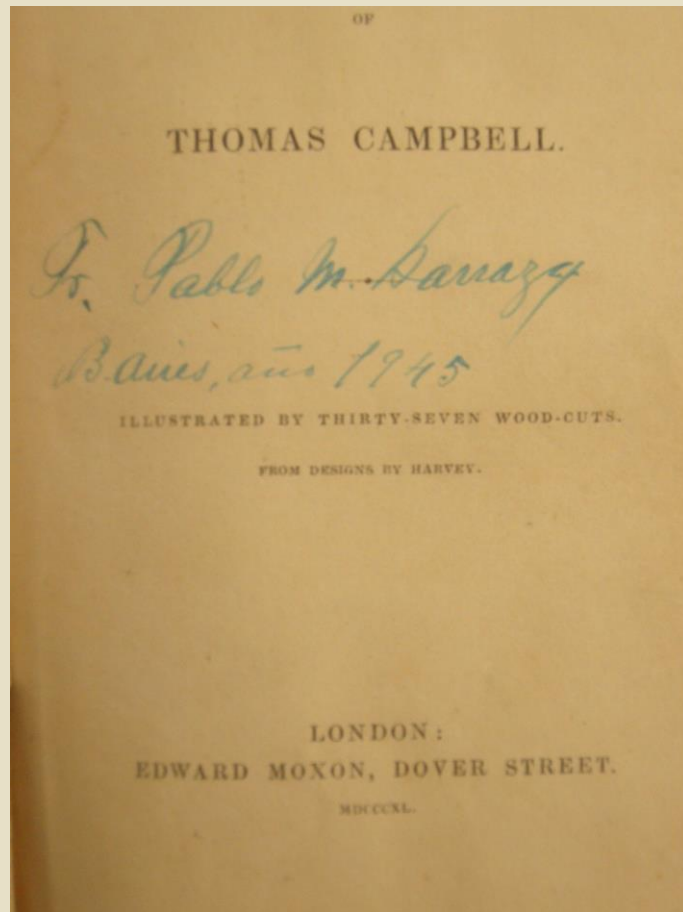 OF
THOMAS CAMPBELL.
Fr. Pablo M.
B. Aires, año 1945
ILLUSTRATED BY THIRTY-SEVEN WOOD-CUTS.
FROM DESIGNS BY HARVEY.
LONDON:
EDWARD MOXON, DOVER STREET.
MDCCCXL.